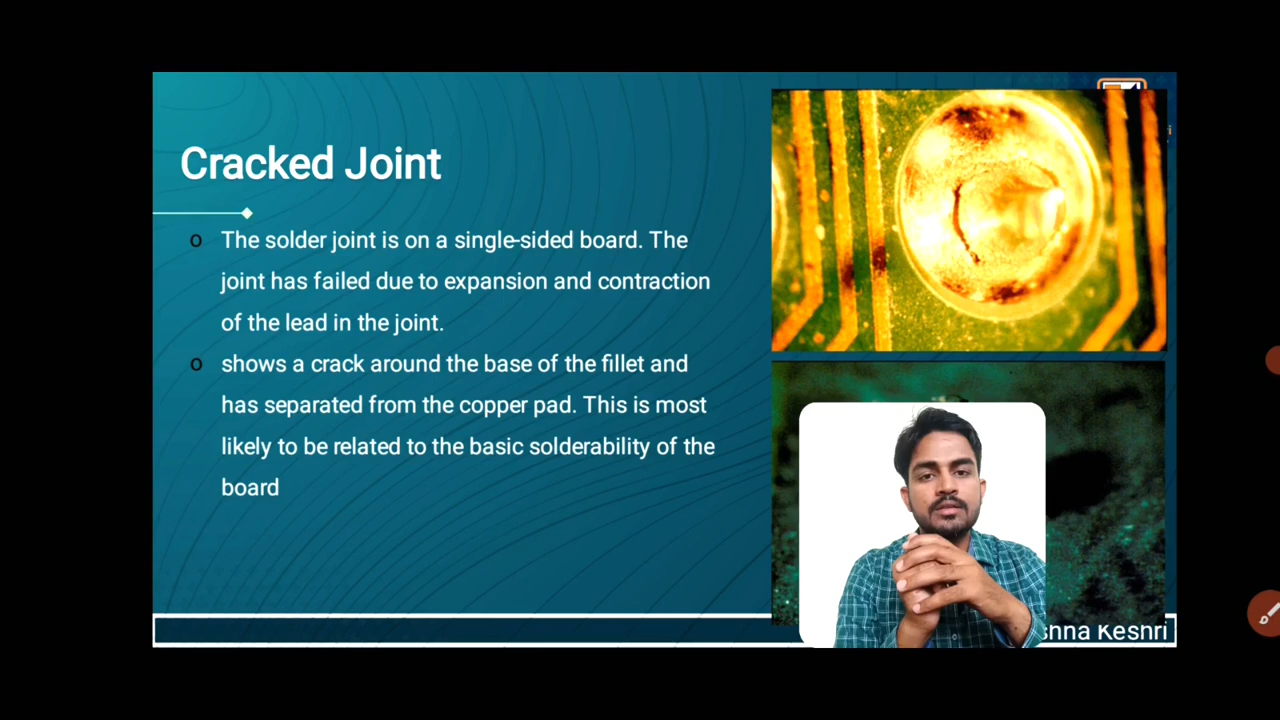 Cracked Joint
o The solder joint is on a single-sided board. The
joint has failed due to expansion and contraction
of the lead in the joint.
o shows a crack around the base of the fillet and
has separated from the copper pad. This is most
likely to be related to the basic solderability of the
board
Keshri